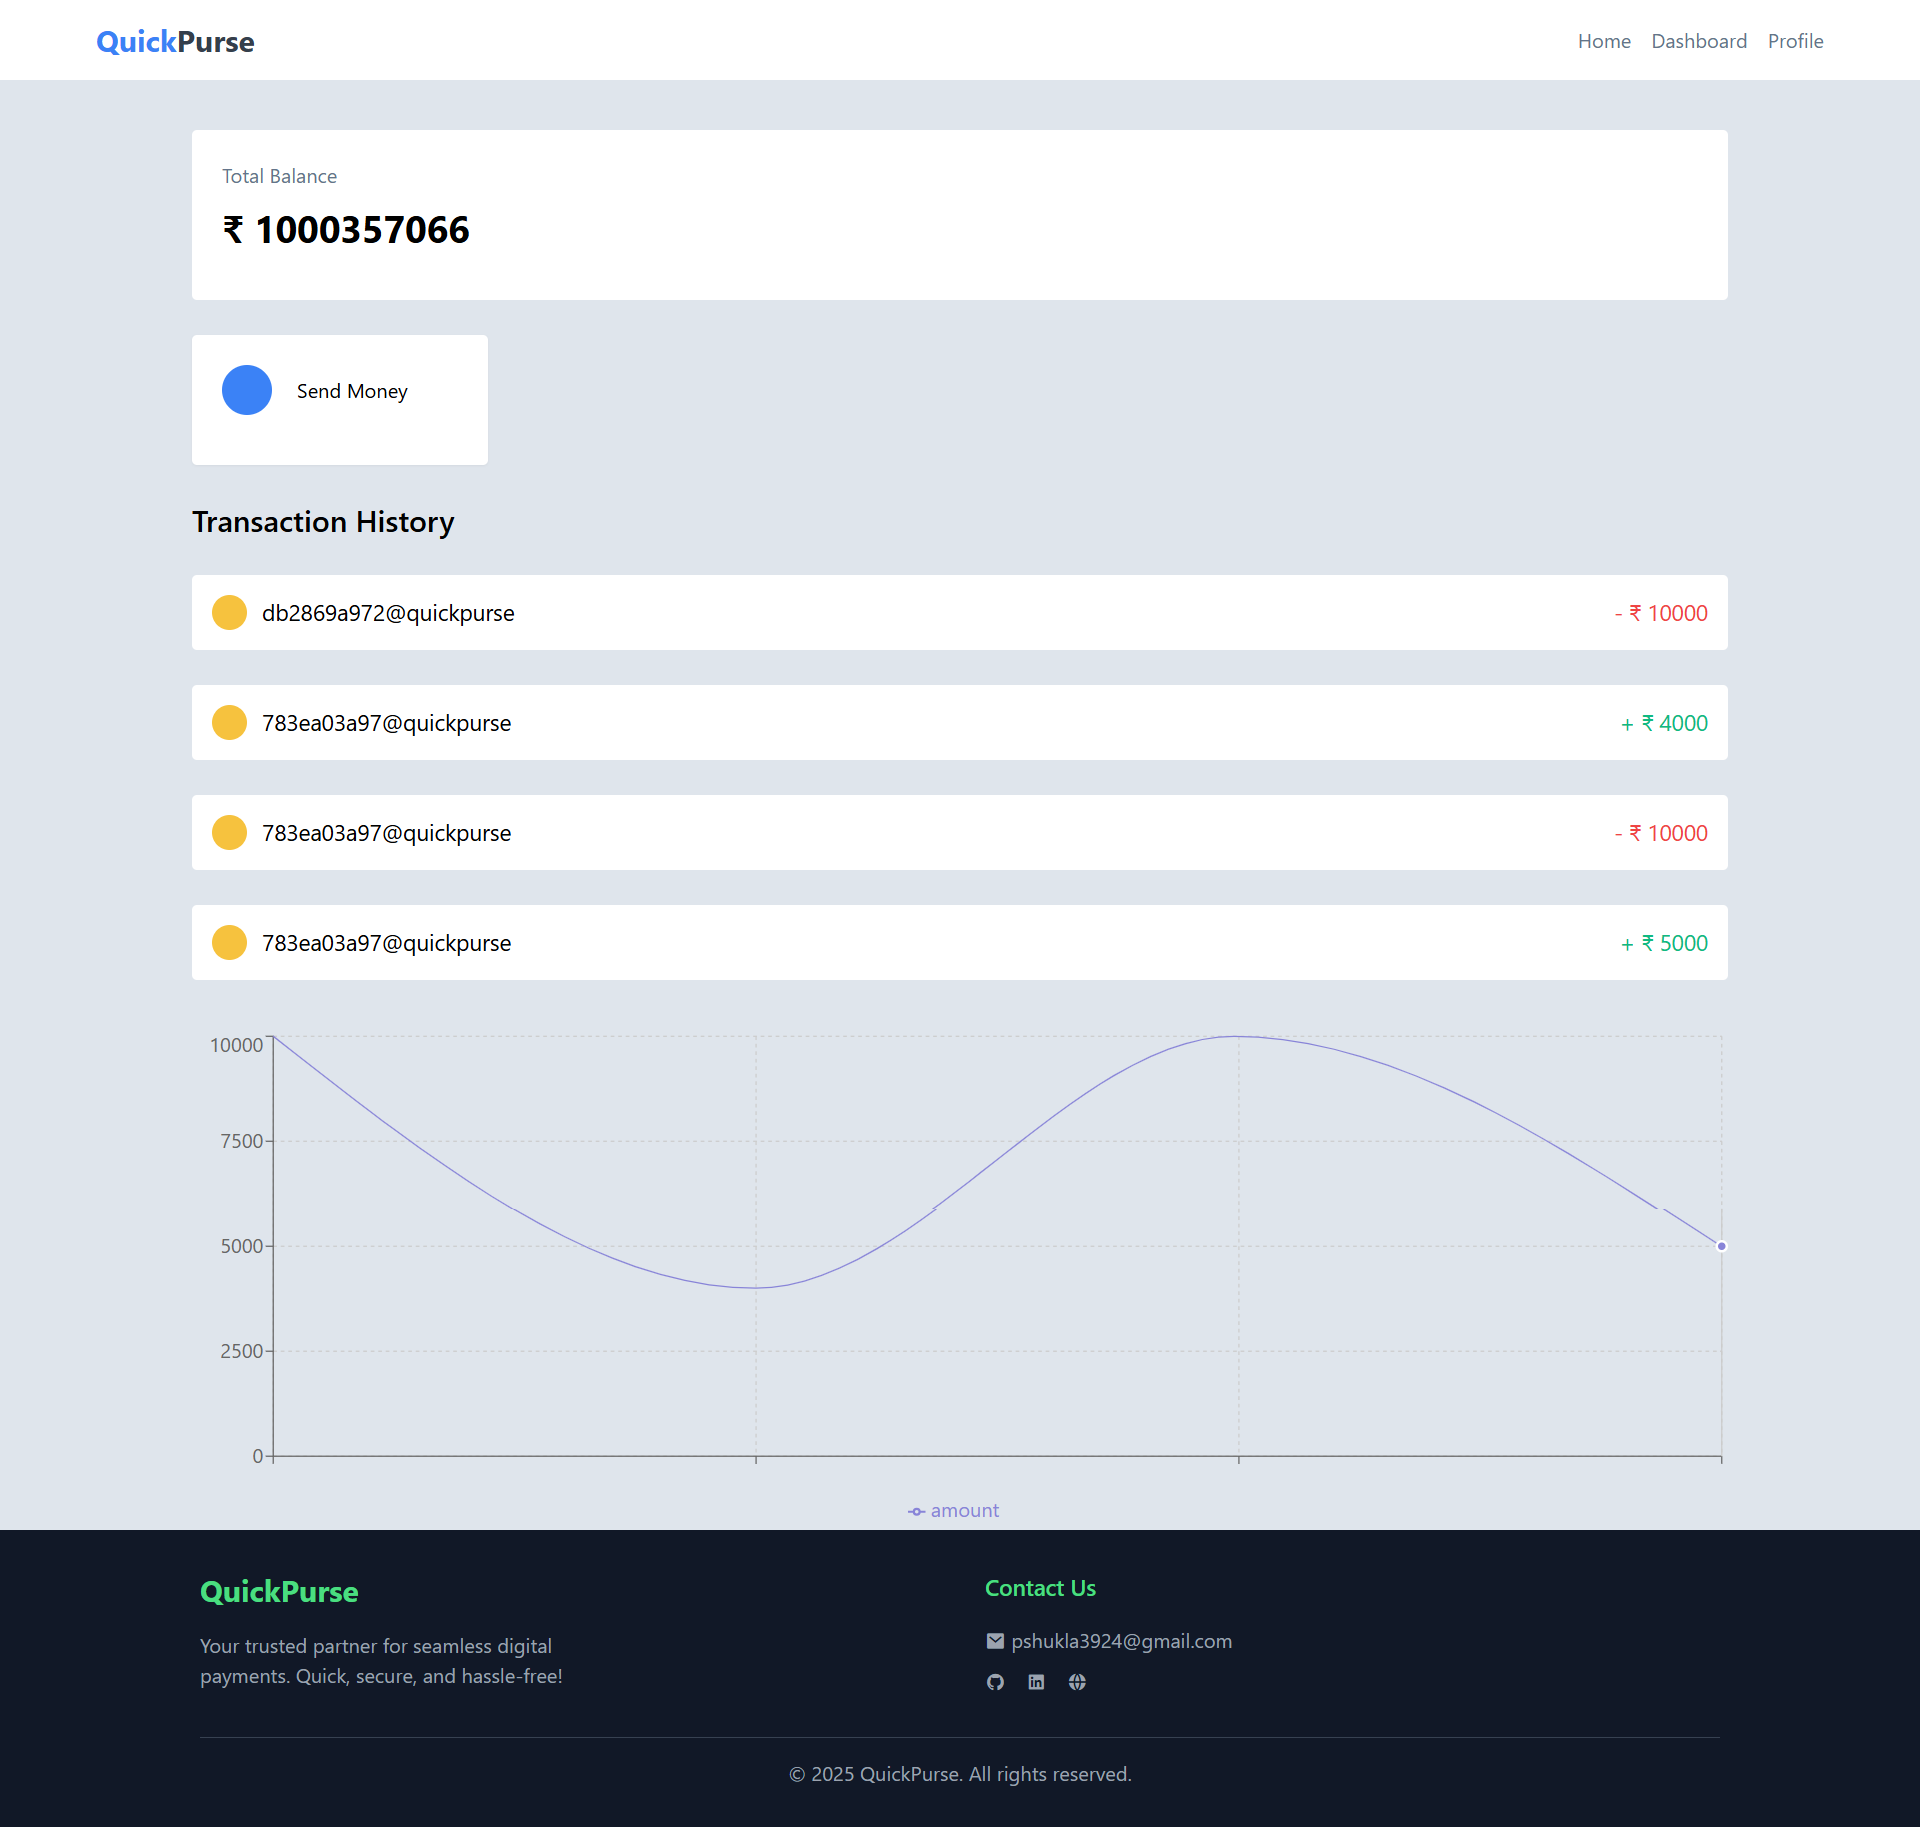 QuickPurse
Home Dashboard Profile
Total Balance
₹ 1000357066
Send Money
Transaction History
db2869a972@quickpurse - ₹ 10000
783ea03a97@quickpurse + ₹ 4000
783ea03a97@quickpurse - ₹ 10000
783ea03a97@quickpurse + ₹ 5000
10000
7500
5000
2500
0
amount
QuickPurse
Your trusted partner for seamless digital
payments. Quick, secure, and hassle-free!
Contact Us
pshukla3924@gmail.com
© 2025 QuickPurse. All rights reserved.